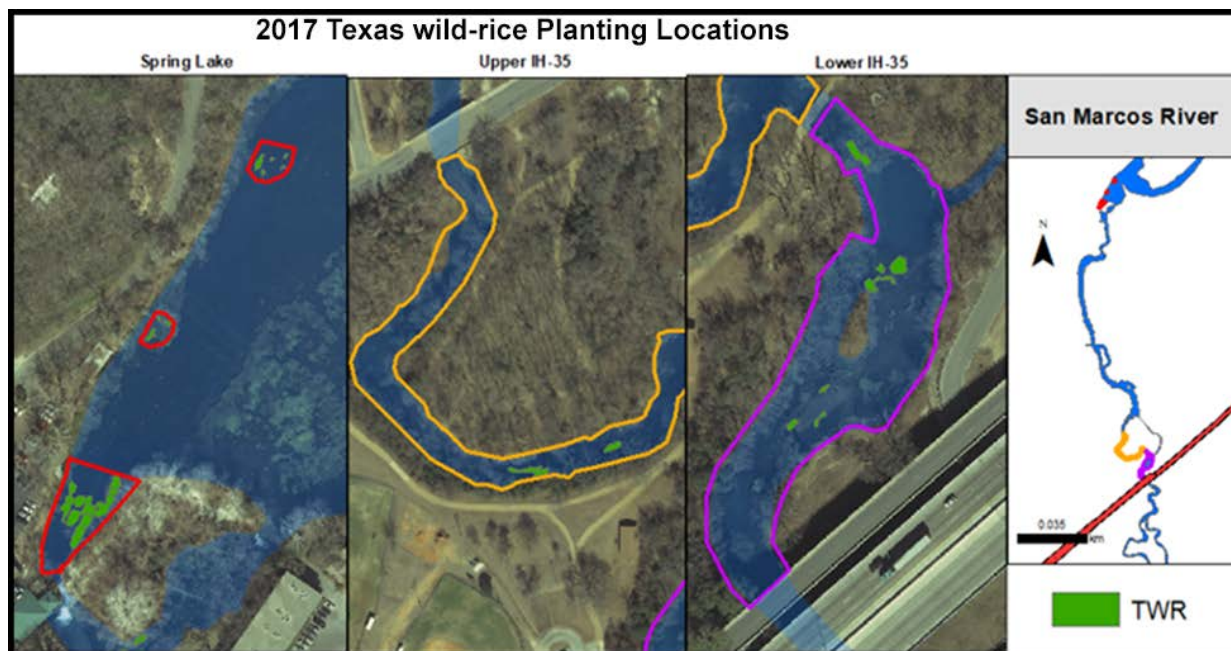 2017 Texas wild-rice Planting Locations
Spring Lake
Upper IH-35
Lower IH-35
San Marcos River
N
0.035
km
TWR